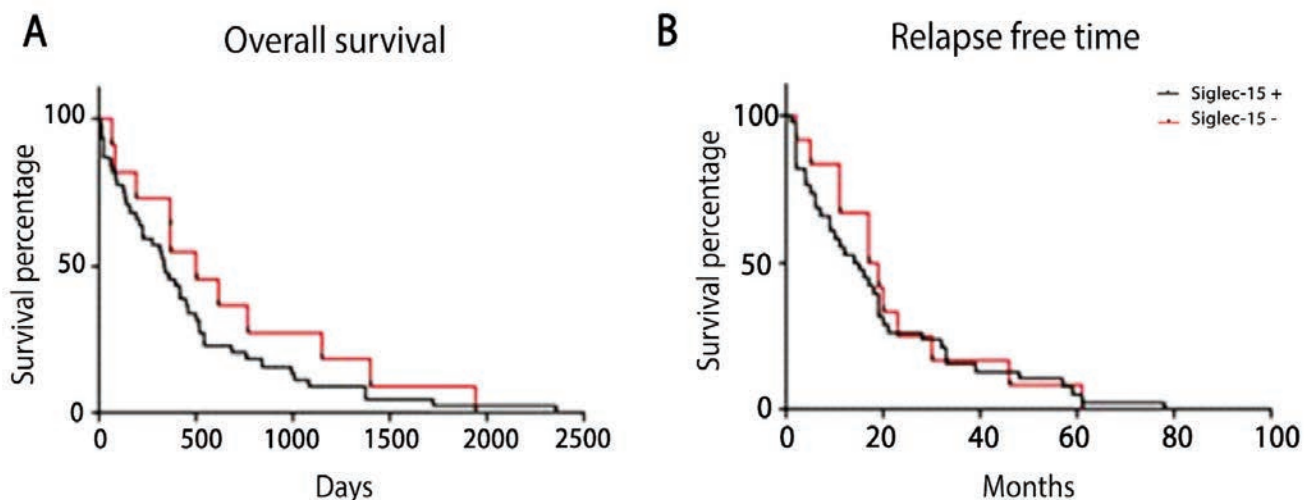 A
Overall survival
Survival percentage
100
50
0
0 500 1000 1500 2000 2500
Days
B
Relapse free time
Siglec-15 +
Siglec-15 -
Survival percentage
100
50
0
0 20 40 60 80 100
Months